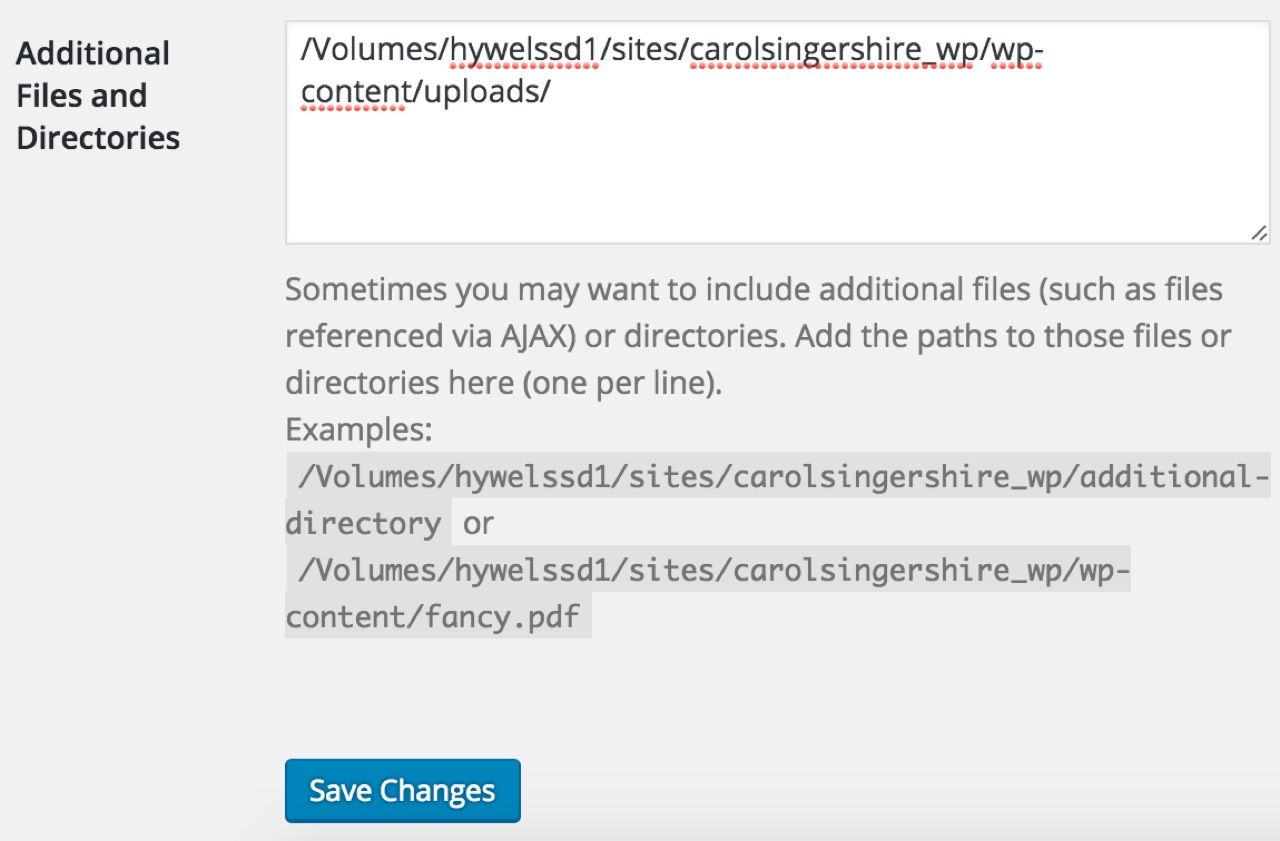 Additional
Files and
Directories
/Volumes/hywelssd1/sites/carolsingershire_wp/wp-
content/uploads/
Sometimes you may want to include additional files (such as files
referenced via AJAX) or directories. Add the paths to those files or
directories here (one per line).
Examples:
/Volumes/hywelssd1/sites/carolsingershire_wp/additional-
directory or
/Volumes/hywelssd1/sites/carolsingershire_wp/wp-
content/fancy.pdf
Save Changes